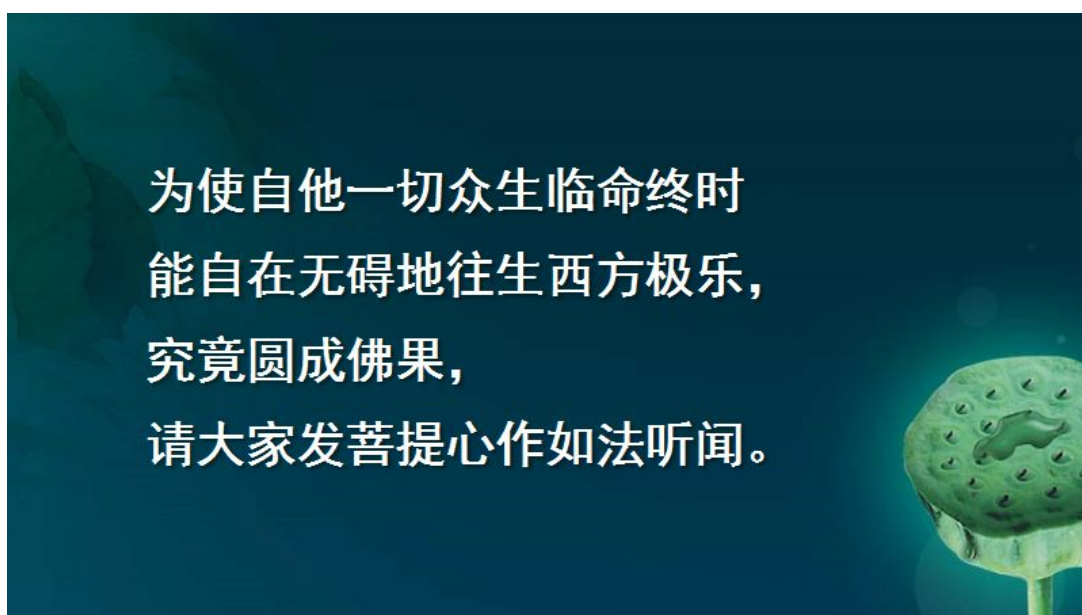 为使自他一切众生临命终时
能自在无碍地往生西方极乐，
究竟圆成佛果，
请大家发菩提心作如法听闻。